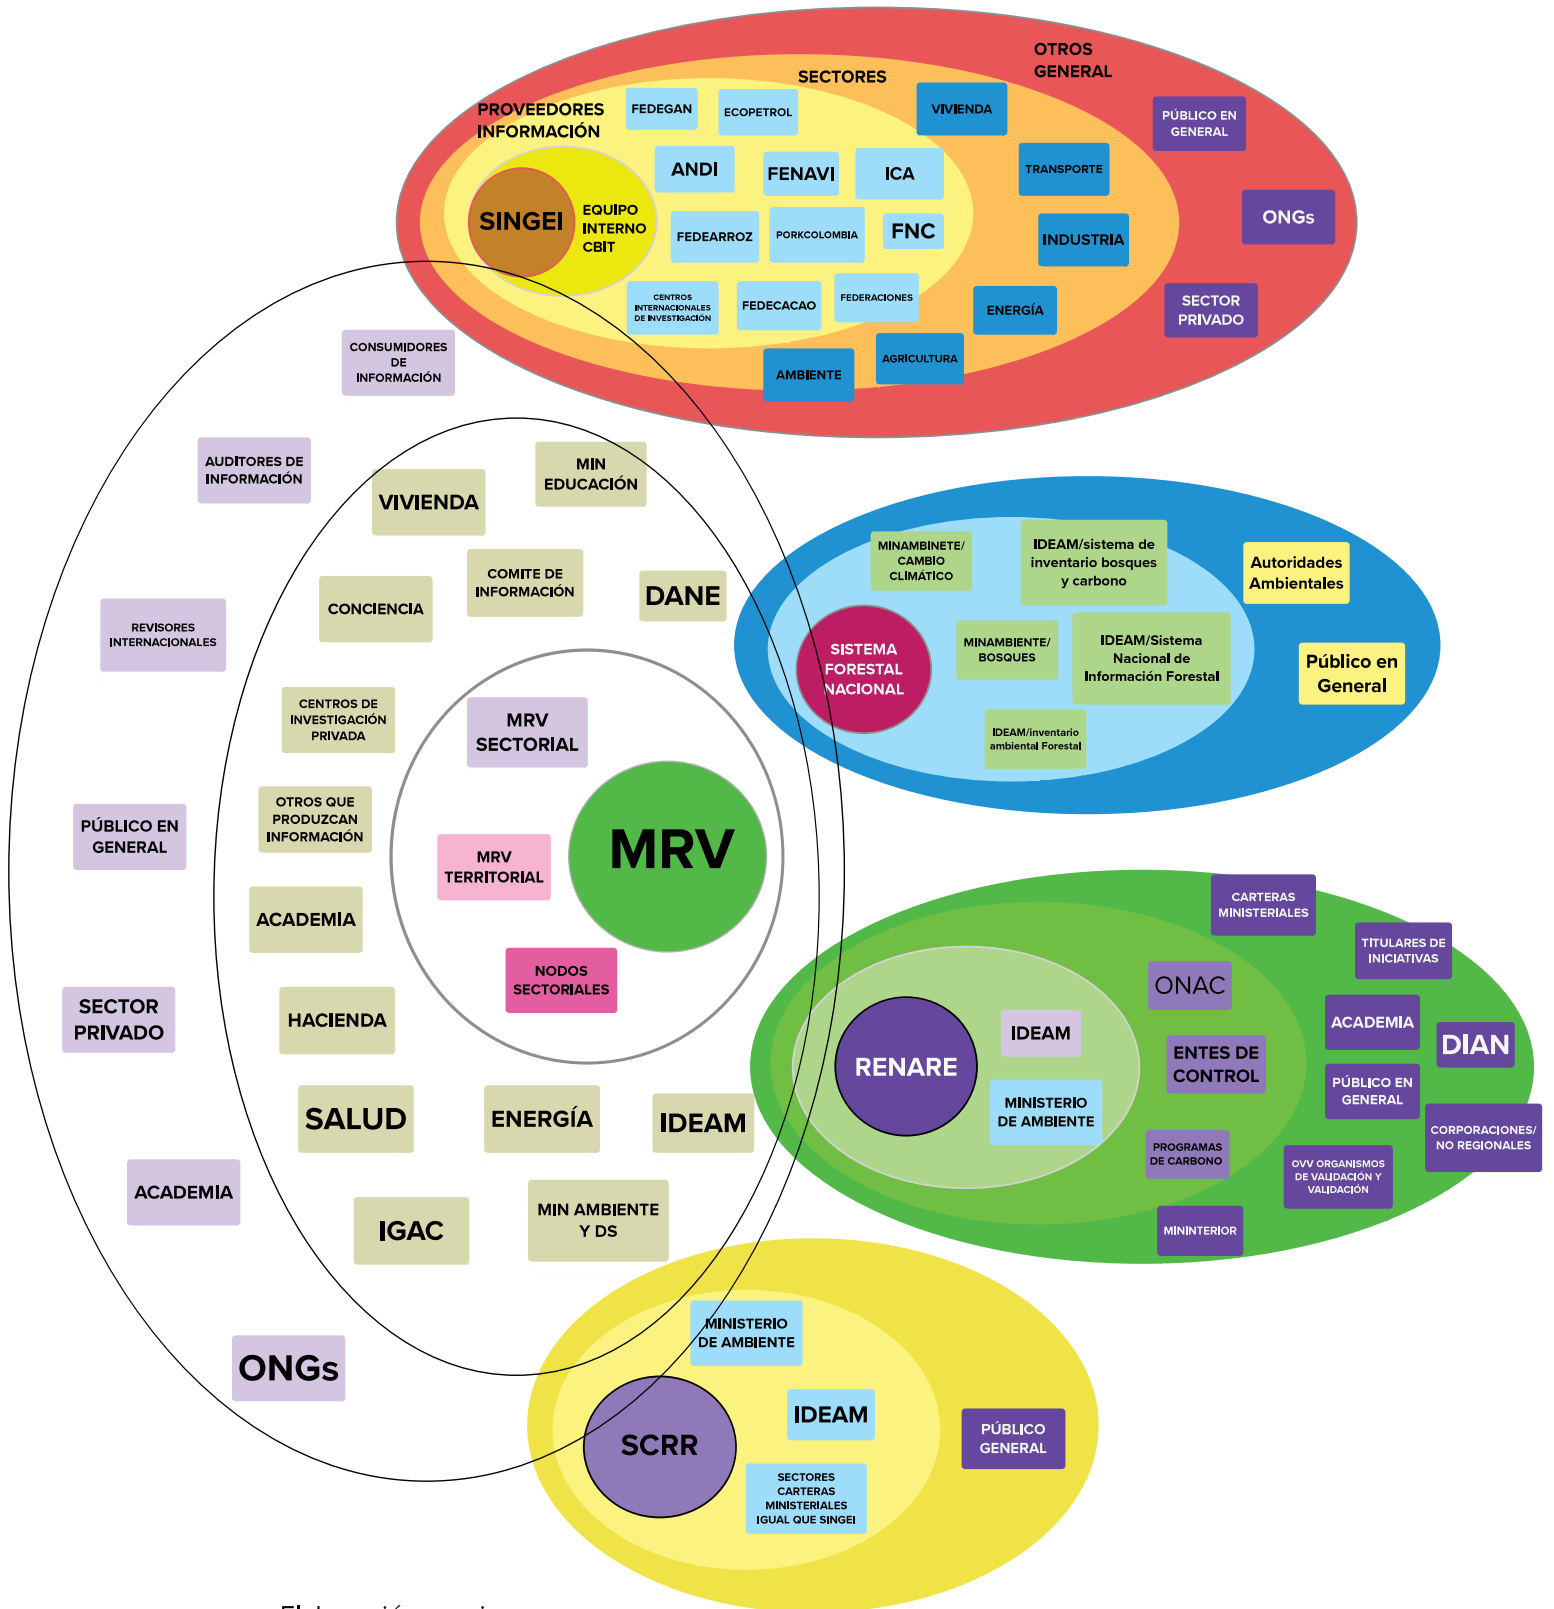 OTROS
GENERAL
SECTORES
PROVEEDORES
INFORMACIÓN
FEDEGAN
ECOPETROL
VIVIENDA
PÚBLICO EN
GENERAL
ANDI
FENAVI
ICA
TRANSPORTE
SINGEI
EQUIPO
INTERNO
CBIT
FEDEARROZ
PORKCOLOMBIA
FNC
INDUSTRIA
ONGs
CENTROS
INTERNACIONALES
DE INVESTIGACIÓN
FEDECACAO
FEDERACIONES
ENERGÍA
SECTOR
PRIVADO
AMBIENTE
AGRICULTURA
CONSUMIDORES
DE
INFORMACIÓN
AUDITORES DE
INFORMACIÓN
VIVIENDA
MIN
EDUCACIÓN
CONCIENCIA
COMITE DE
INFORMACIÓN
DANE
REVISORES
INTERNACIONALES
CENTROS DE
INVESTIGACIÓN
PRIVADA
MRV
SECTORIAL
OTROS QUE
PRODUZCAN
INFORMACIÓN
PÚBLICO EN
GENERAL
MRV
TERRITORIAL
MRV
ACADEMIA
NODOS
SECTORIALES
SECTOR
PRIVADO
HACIENDA
SALUD
ENERGÍA
IDEAM
ACADEMIA
IGAC
MIN AMBIENTE
Y DS
ONGs
MINAMBINETE/
CAMBIO
CLIMÁTICO
IDEAM/sistema de
inventario bosques
y carbono
Autoridades
Ambientales
SISTEMA
FORESTAL
NACIONAL
MINAMBIENTE/
BOSQUES
IDEAM/Sistema
Nacional de
Información Forestal
Público en
General
IDEAM/inventario
ambiental Forestal
CARTERAS
MINISTERIALES
TITULARES DE
INICIATIVAS
ONAC
ACADEMIA
DIAN
RENARE
IDEAM
ENTES DE
CONTROL
MINISTERIO
DE AMBIENTE
PÚBLICO EN
GENERAL
CORPORACIONES/
NO REGIONALES
PROGRAMAS
DE CARBONO
OVV ORGANISMOS
DE VALIDACIÓN Y
VALIDACIÓN
MININTERIOR
MINISTERIO
DE AMBIENTE
IDEAM
SCRR
PÚBLICO
GENERAL
SECTORES
CARTERAS
MINISTERIALES
IGUAL QUE SINGEI